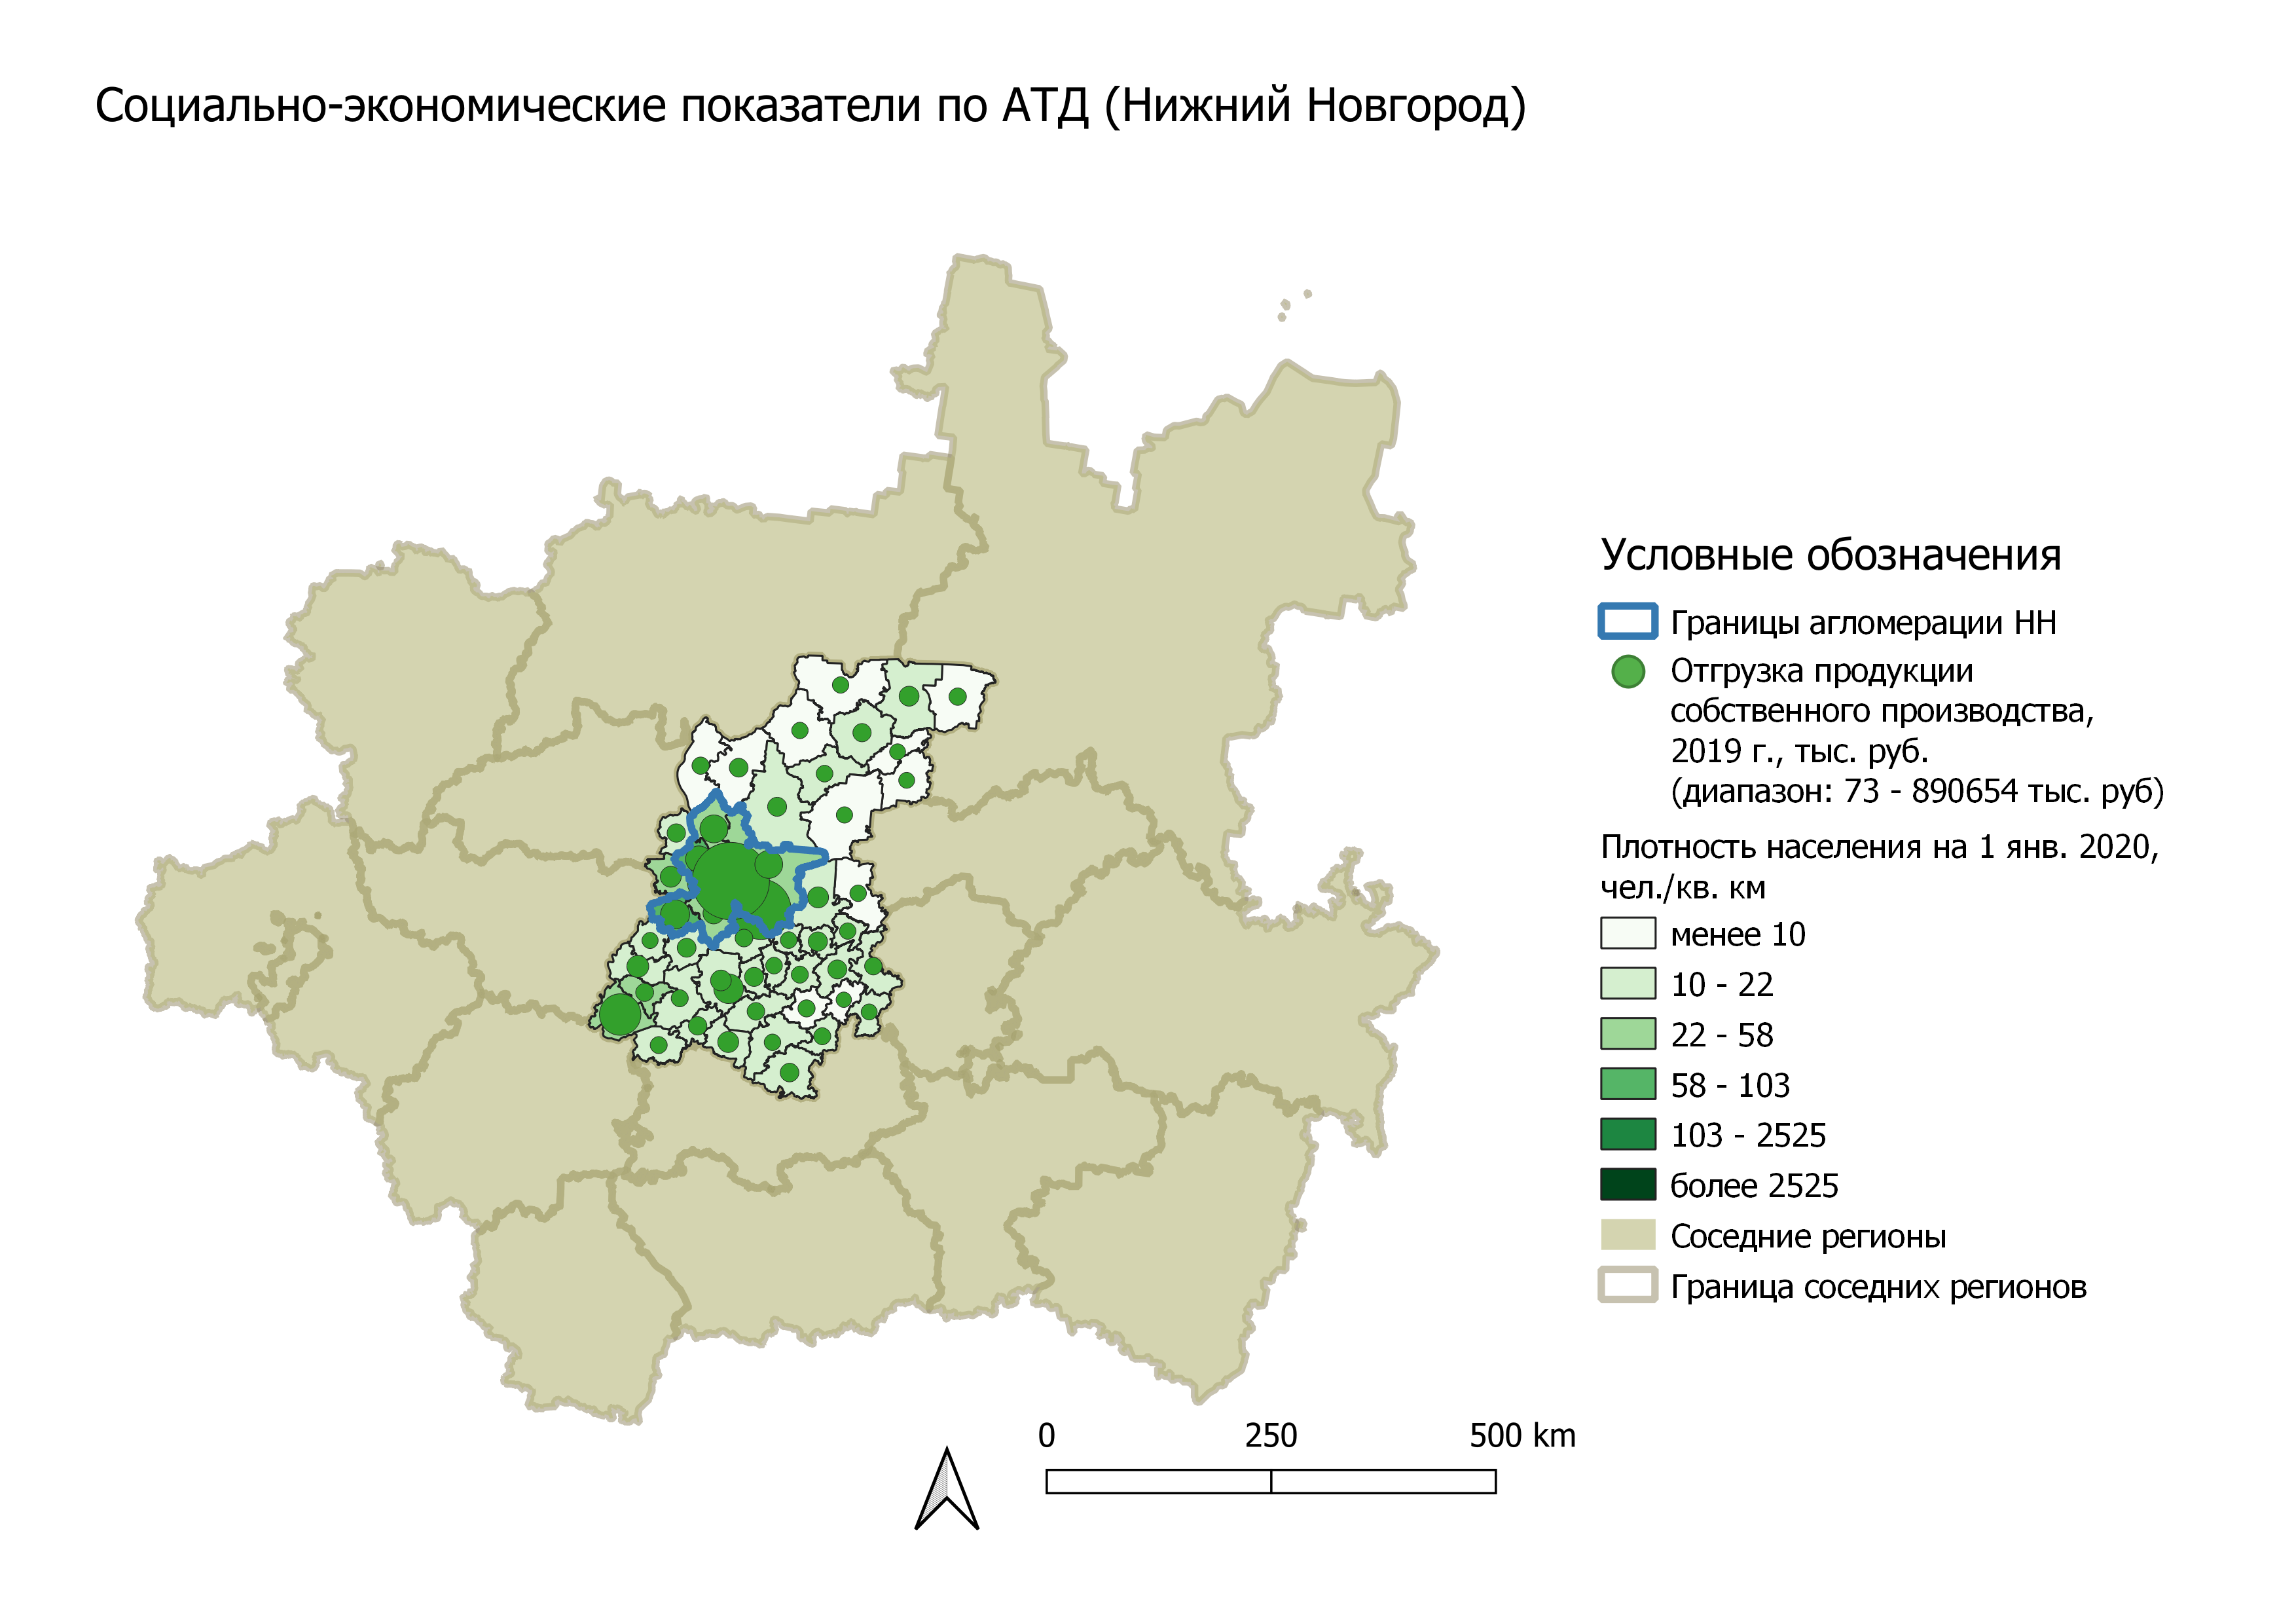 Социально-экономические показатели по АТД (Нижний Новгород)
Условные обозначения
Границы агломерации НН
Отгрузка продукции
собственного производства,
2019 г., тыс. руб.
(диапазон: 73 - 890654 тыс. руб)
Плотность населения на 1 янв. 2020,
чел./кв. км
менее 10
10 - 22
22 - 58
58 - 103
103 - 2525
более 2525
Соседние регионы
Граница соседних регионов
0 250 500 km